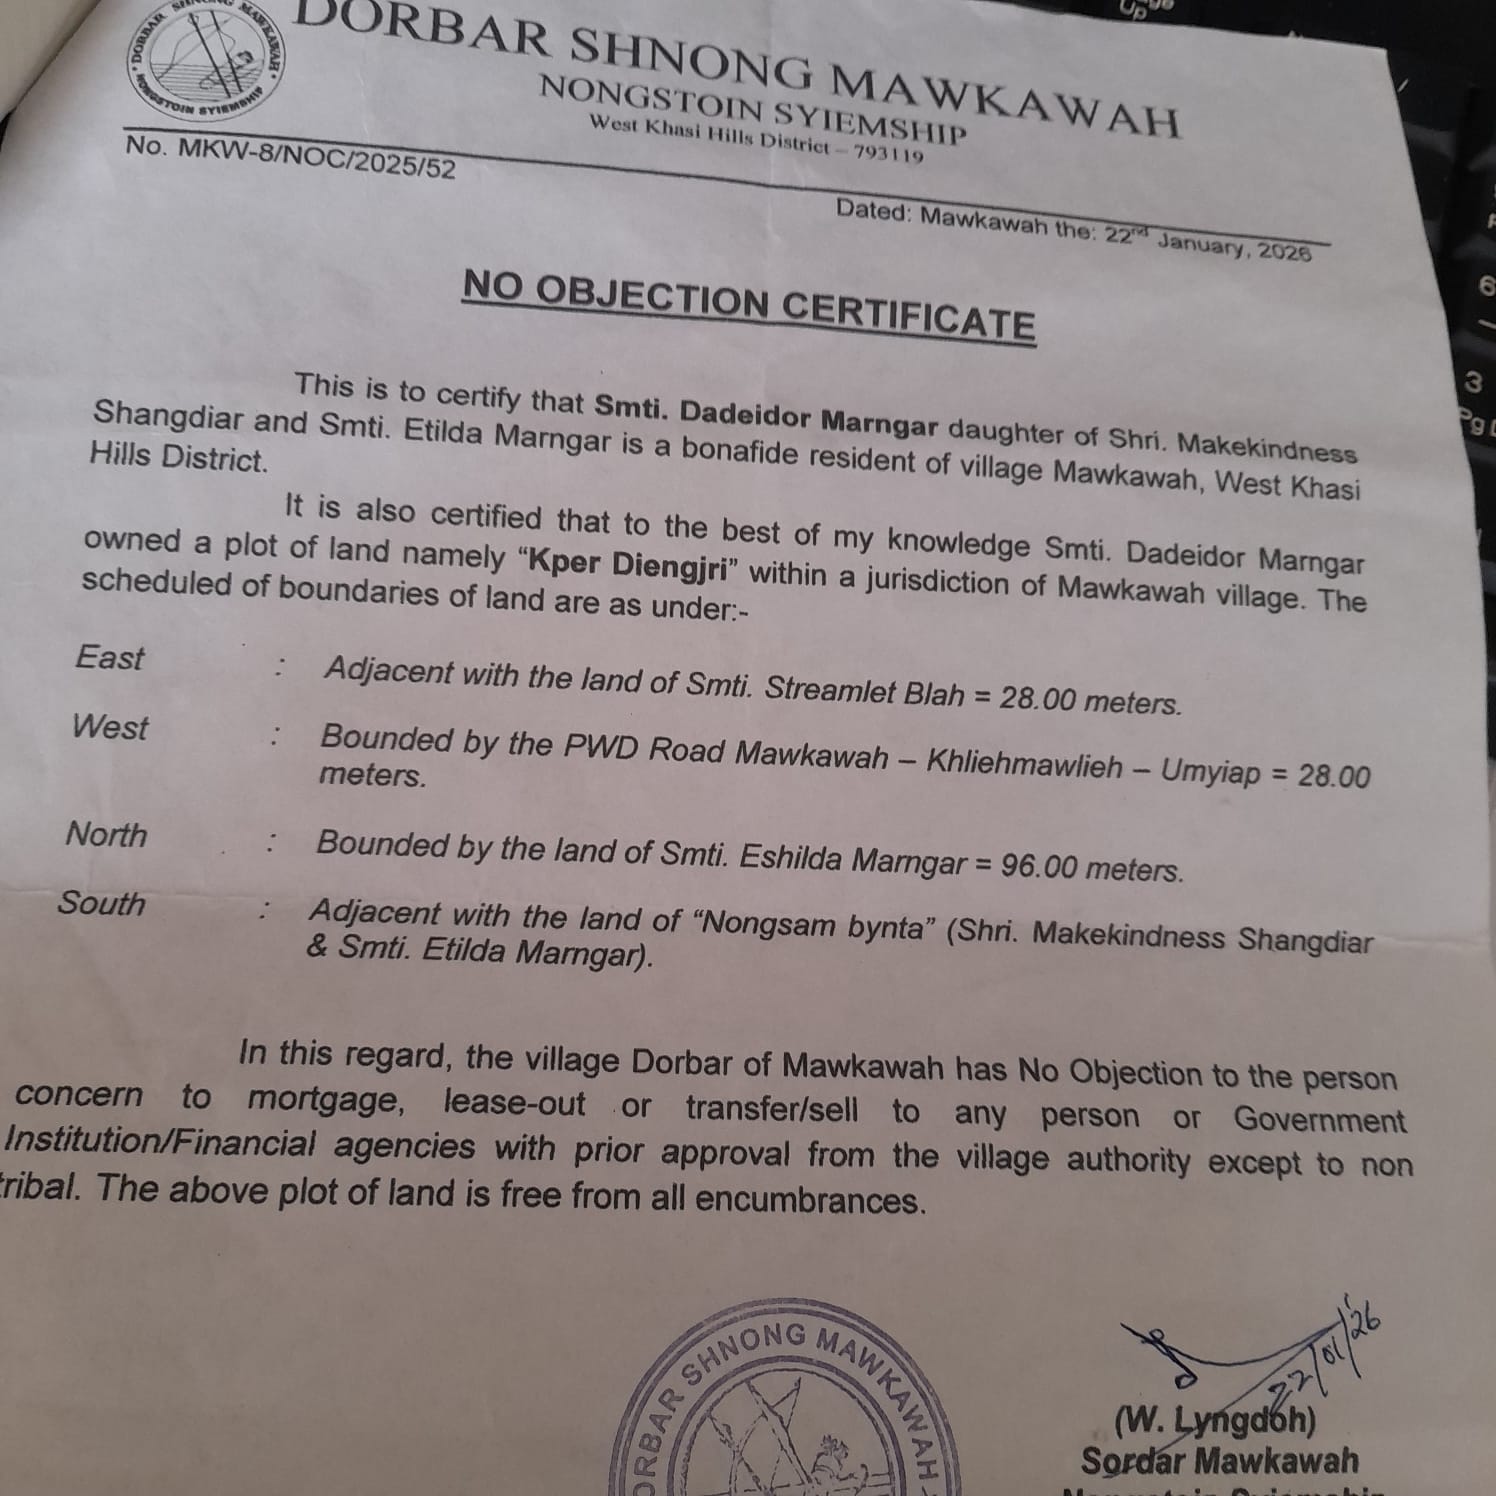 DORBAR SHNONG MAWKAWAH
NONGSTOIN SYIEMSHIP
DORBAR SHNONG MAWKAWAH
NONGSTOIN SYIEMSHIP
West Khasi Hills District – 793119
No. MKW-8/NOC/2025/52
Dated: Mawkawah the: 22nd January, 2026
NO OBJECTION CERTIFICATE
This is to certify that Smti. Dadeidor Marngar daughter of Shri. Makekindness
Shangdiar and Smti. Etilda Marngar is a bonafide resident of village Mawkawah, West Khasi
Hills District.
It is also certified that to the best of my knowledge Smti. Dadeidor Marngar
owned a plot of land namely “Kper Diengjri” within a jurisdiction of Mawkawah village. The
scheduled of boundaries of land are as under:-
East : Adjacent with the land of Smti. Streamlet Blah = 28.00 meters.
West : Bounded by the PWD Road Mawkawah – Khliehmawlieh – Umyiap = 28.00
meters.
North : Bounded by the land of Smti. Eshilda Marngar = 96.00 meters.
South : Adjacent with the land of “Nongsam bynta” (Shri. Makekindness Shangdiar
& Smti. Etilda Marngar).
In this regard, the village Dorbar of Mawkawah has No Objection to the person
concern to mortgage, lease-out or transfer/sell to any person or Government
Institution/Financial agencies with prior approval from the village authority except to non
tribal. The above plot of land is free from all encumbrances.
DORBAR SHNONG MAWKAWAH
22/01/26
(W. Lyngdoh)
Sordar Mawkawah
Up
6
3
Pg